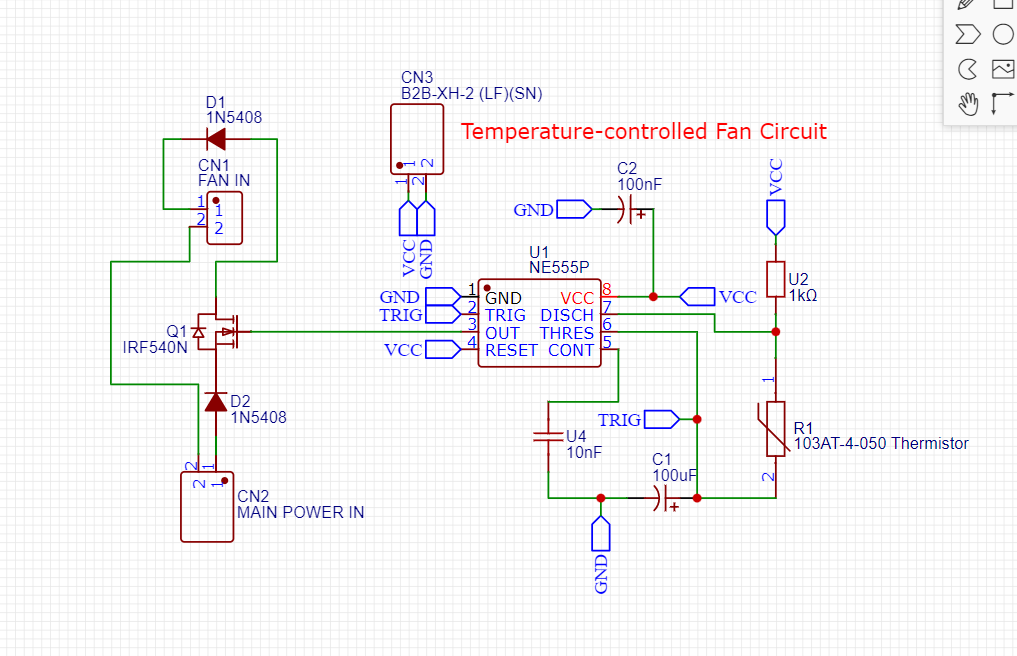 CN3
B2B-XH-2 (LF)(SN)
1 2
1 2
VCC
GND
Temperature-controlled Fan Circuit
D1
1N5408
CN1
FAN IN
1
2
1
2
C2
100nF
GND
+
VCC
U2
1kΩ
U1
NE555P
GND
TRIG
VCC
1
2
3
4
GND
TRIG
OUT
RESET
VCC
DISCH
THRES
CONT
8
7
6
5
VCC
Q1
IRF540N
D2
1N5408
2 1
2 1
CN2
MAIN POWER IN
TRIG
U4
10nF
C1
100uF
+
GND
1
R1
103AT-4-050 Thermistor
2